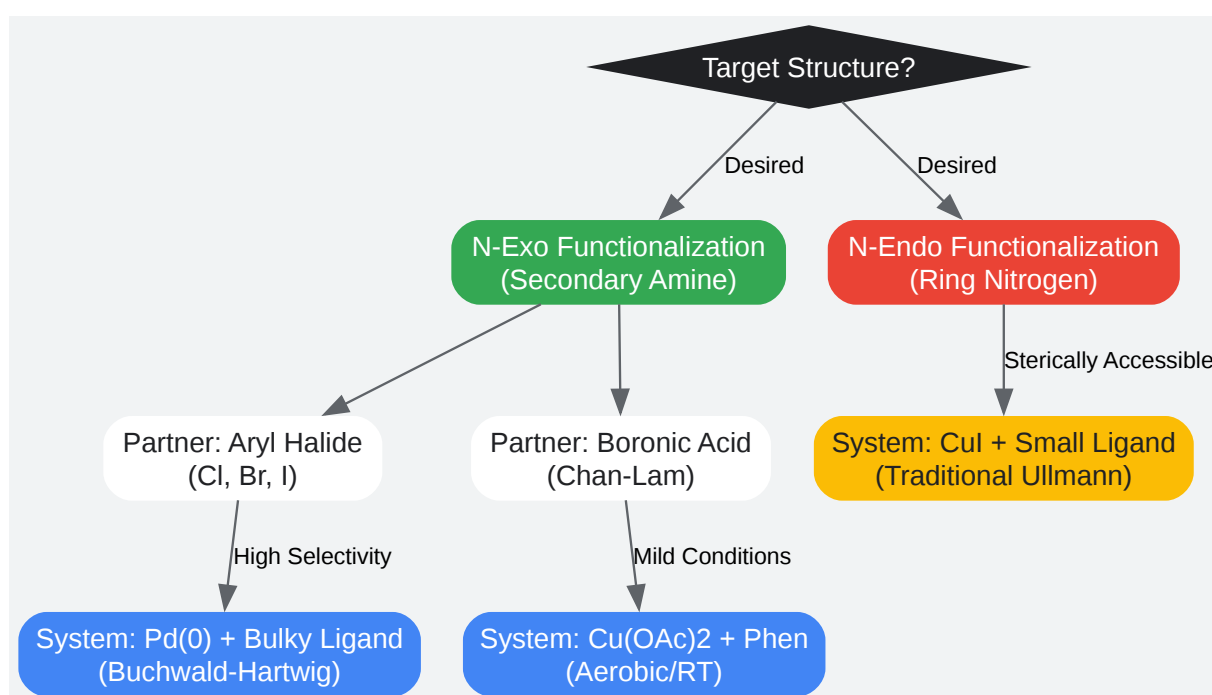 Target Structure?
Desired
Desired
N-Exo Functionalization
(Secondary Amine)
N-Endo Functionalization
(Ring Nitrogen)
Sterically Accessible
Partner: Aryl Halide
(Cl, Br, I)
Partner: Boronic Acid
(Chan-Lam)
System: CuI + Small Ligand
(Traditional Ullmann)
High Selectivity
Mild Conditions
System: Pd(0) + Bulky Ligand
(Buchwald-Hartwig)
System: Cu(OAc)2 + Phen
(Aerobic/RT)